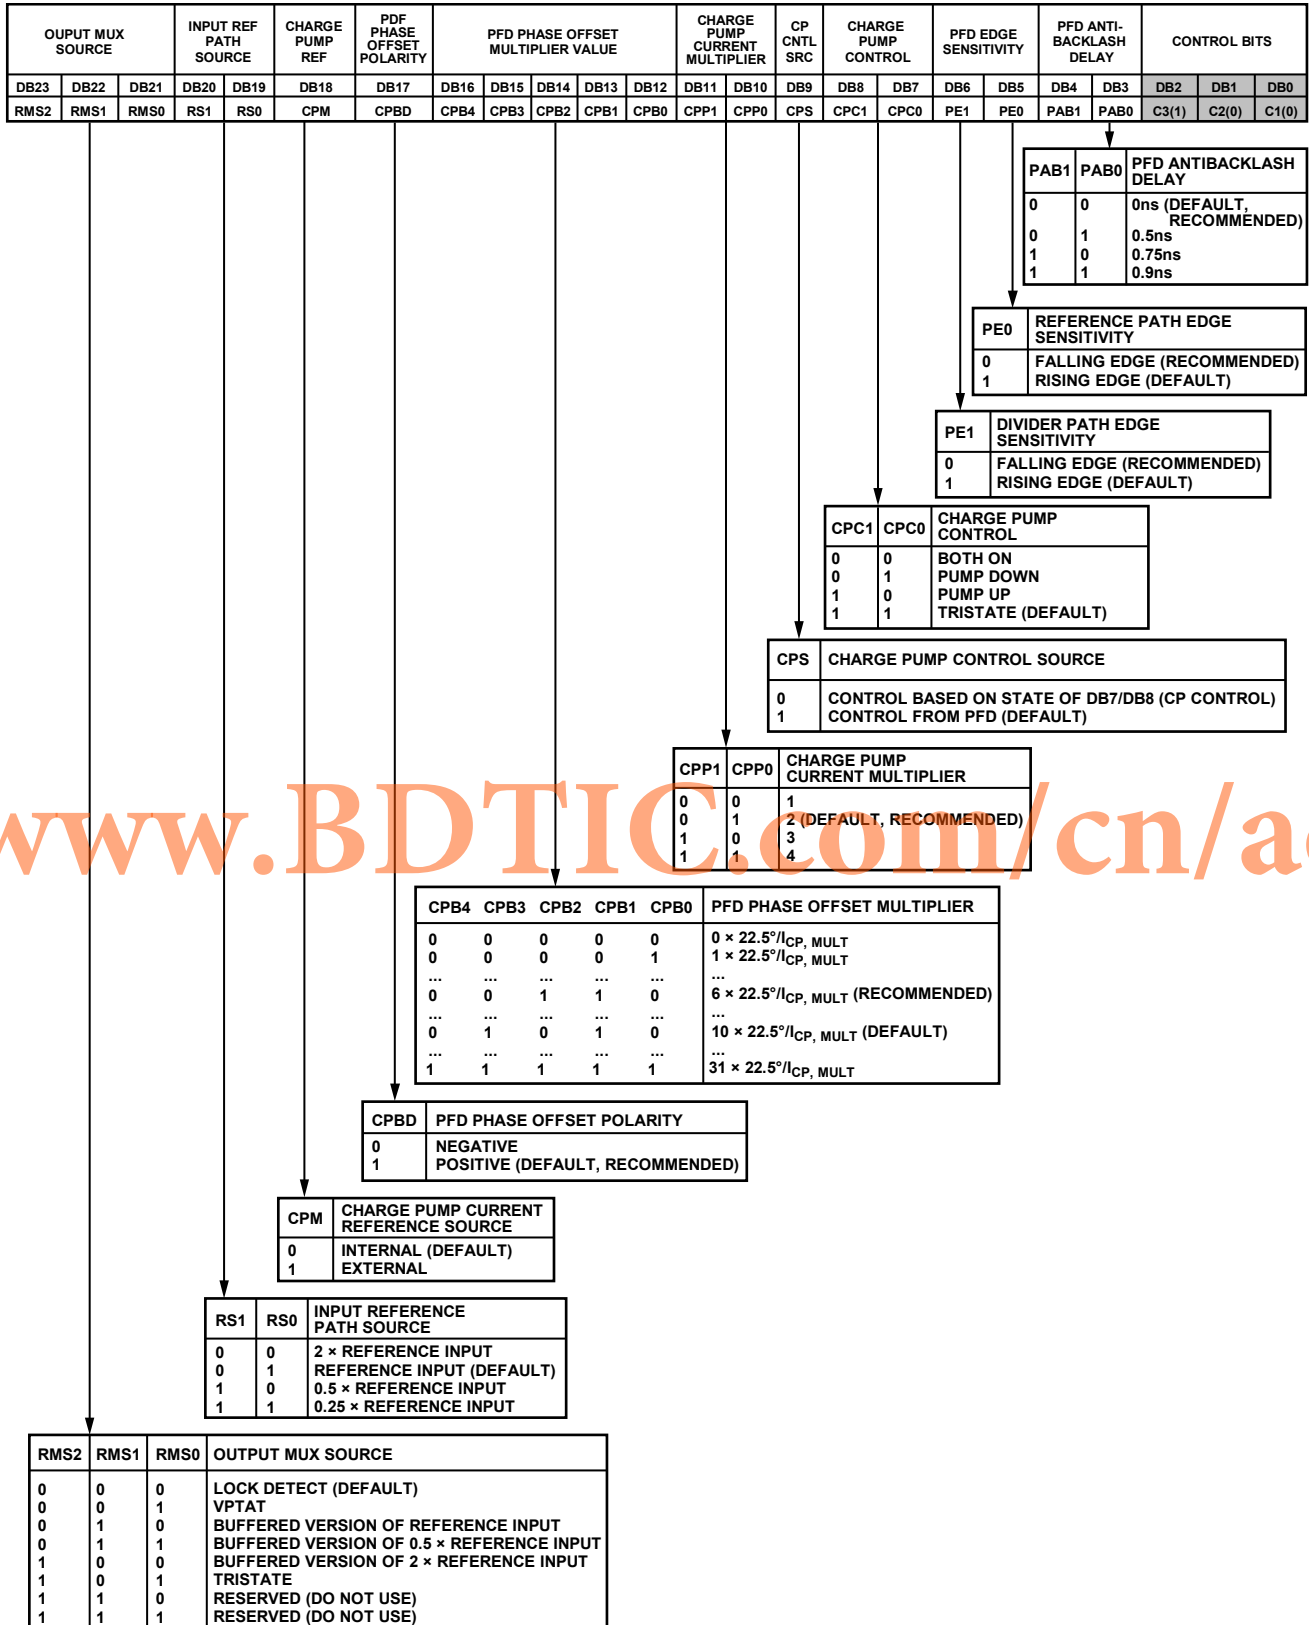 OUPUT MUX SOURCE
INPUT REF PATH SOURCE
CHARGE PUMP REF
PDF PHASE OFFSET POLARITY
PFD PHASE OFFSET MULTIPLIER VALUE
CHARGE PUMP CURRENT MULTIPLIER
CP CNTL SRC
CHARGE PUMP CONTROL
PFD EDGE SENSITIVITY
PFD ANTI-BACKLASH DELAY
CONTROL BITS
DB23 DB22 DB21 DB20 DB19 DB18 DB17 DB16 DB15 DB14 DB13 DB12 DB11 DB10 DB9 DB8 DB7 DB6 DB5 DB4 DB3 DB2 DB1 DB0
RMS2 RMS1 RMS0 RS1 RS0 CPM CPBD CPB4 CPB3 CPB2 CPB1 CPB0 CPP1 CPP0 CPS CPC1 CPC0 PE1 PE0 PAB1 PAB0 C3(1) C2(0) C1(0)
PAB1 PAB0 PFD ANTIBACKLASH DELAY
0 0 0ns (DEFAULT, RECOMMENDED)
0 1 0.5ns
1 0 0.75ns
1 1 0.9ns
PE0 REFERENCE PATH EDGE SENSITIVITY
0 FALLING EDGE (RECOMMENDED)
1 RISING EDGE (DEFAULT)
PE1 DIVIDER PATH EDGE SENSITIVITY
0 FALLING EDGE (RECOMMENDED)
1 RISING EDGE (DEFAULT)
CPC1 CPC0 CHARGE PUMP CONTROL
0 0 BOTH ON
0 1 PUMP DOWN
1 0 PUMP UP
1 1 TRISTATE (DEFAULT)
CPS CHARGE PUMP CONTROL SOURCE
0 CONTROL BASED ON STATE OF DB7/DB8 (CP CONTROL)
1 CONTROL FROM PFD (DEFAULT)
CPP1 CPP0 CHARGE PUMP CURRENT MULTIPLIER
0 0 1
0 1 2 (DEFAULT, RECOMMENDED)
1 0 3
1 1 4
www.BDTIC.com/cn/a
CPB4 CPB3 CPB2 CPB1 CPB0 PFD PHASE OFFSET MULTIPLIER
0 0 0 0 0 0 × 22.5°/ICP, MULT
0 0 0 0 1 1 × 22.5°/ICP, MULT
... ... ... ... ... ...
0 0 1 1 0 6 × 22.5°/ICP, MULT (RECOMMENDED)
... ... ... ... ... ...
0 1 0 1 0 10 × 22.5°/ICP, MULT (DEFAULT)
... ... ... ... ... ...
1 1 1 1 1 31 × 22.5°/ICP, MULT
CPBD PFD PHASE OFFSET POLARITY
0 NEGATIVE
1 POSITIVE (DEFAULT, RECOMMENDED)
CPM CHARGE PUMP CURRENT REFERENCE SOURCE
0 INTERNAL (DEFAULT)
1 EXTERNAL
RS1 RS0 INPUT REFERENCE PATH SOURCE
0 0 2 × REFERENCE INPUT
0 1 REFERENCE INPUT (DEFAULT)
1 0 0.5 × REFERENCE INPUT
1 1 0.25 × REFERENCE INPUT
RMS2 RMS1 RMS0 OUTPUT MUX SOURCE
0 0 0 LOCK DETECT (DEFAULT)
0 0 1 VPTAT
0 1 0 BUFFERED VERSION OF REFERENCE INPUT
0 1 1 BUFFERED VERSION OF 0.5 × REFERENCE INPUT
1 0 0 BUFFERED VERSION OF 2 × REFERENCE INPUT
1 0 1 TRISTATE
1 1 0 RESERVED (DO NOT USE)
1 1 1 RESERVED (DO NOT USE)